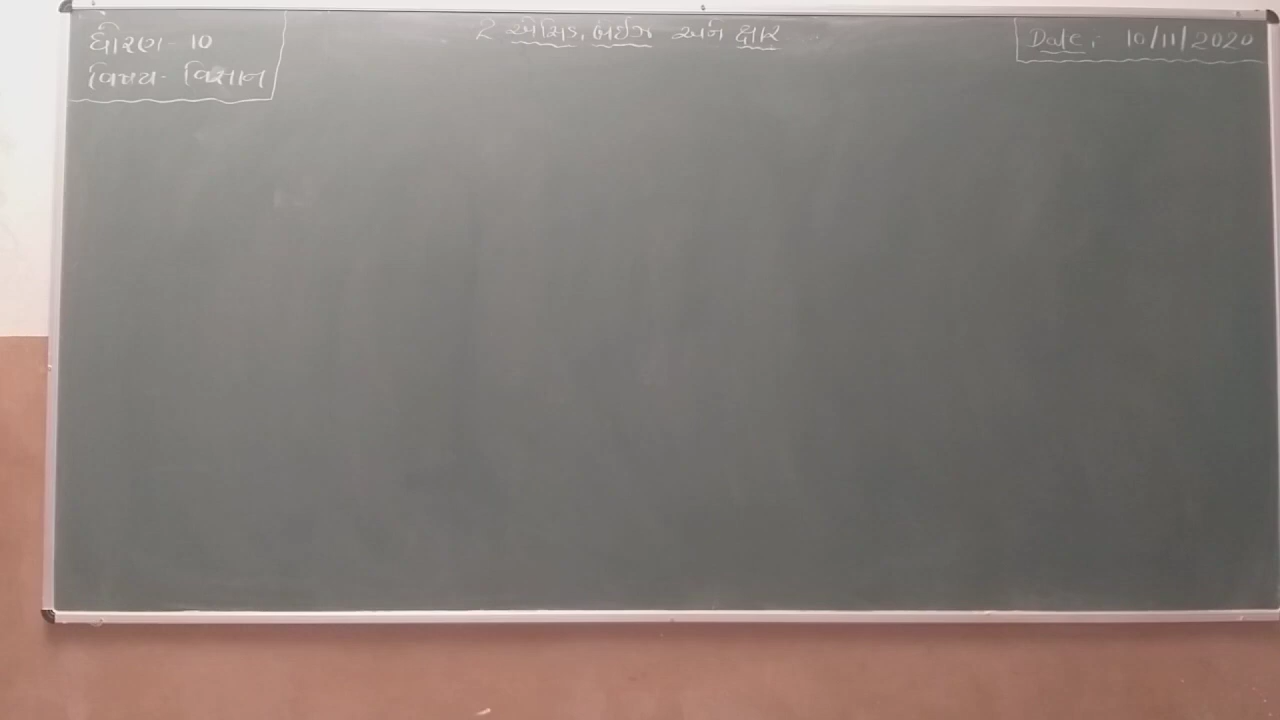 ધોરણ - 10
વિષય - વિજ્ઞાન
2 એસિડ, બેઇઝ અને ક્ષાર
Date: 10/11/2020